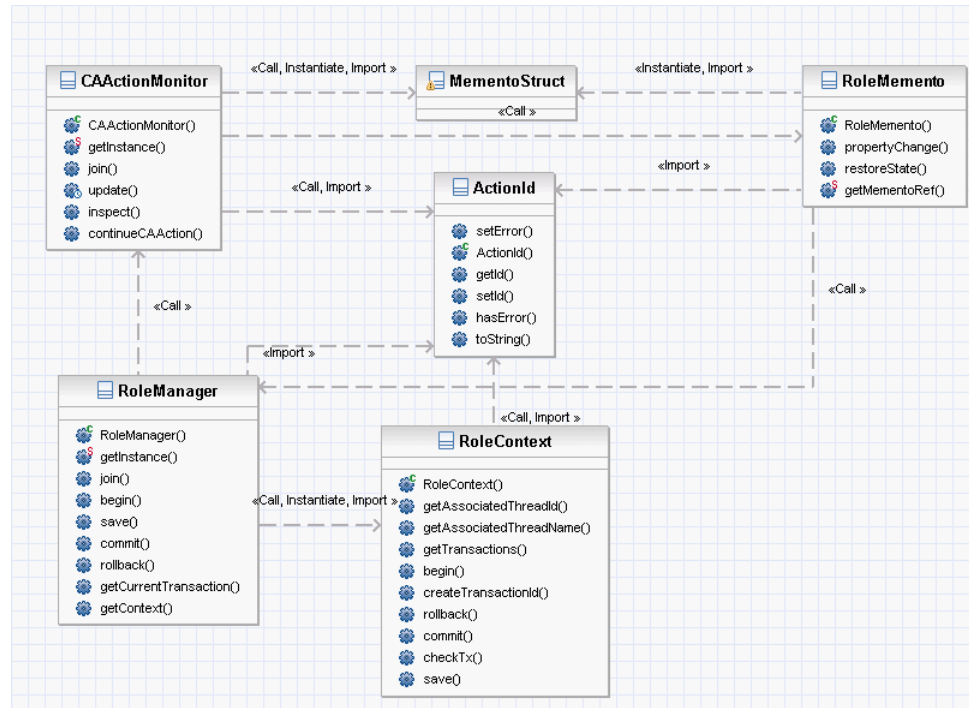 «Call, Instantiate, Import »
«Instantiate, Import »
CAActionMonitor
MementoStruct
RoleMemento
«Call »
CAActionMonitor()
getInstance()
join()
update()
inspect()
continueCAAction()
RoleMemento()
propertyChange()
restoreState()
getMementoRef()
«Import »
«Call, Import »
ActionId
setError()
ActionId()
getId()
setId()
hasError()
toString()
«Call »
«Call »
«Import »
RoleManager
RoleManager()
getInstance()
join()
begin()
save()
commit()
rollback()
getCurrentTransaction()
getContext()
«Call, Import »
«Call, Instantiate, Import »
RoleContext
RoleContext()
getAssociatedThreadId()
getAssociatedThreadName()
getTransactions()
begin()
createTransactionId()
rollback()
commit()
checkTx()
save()